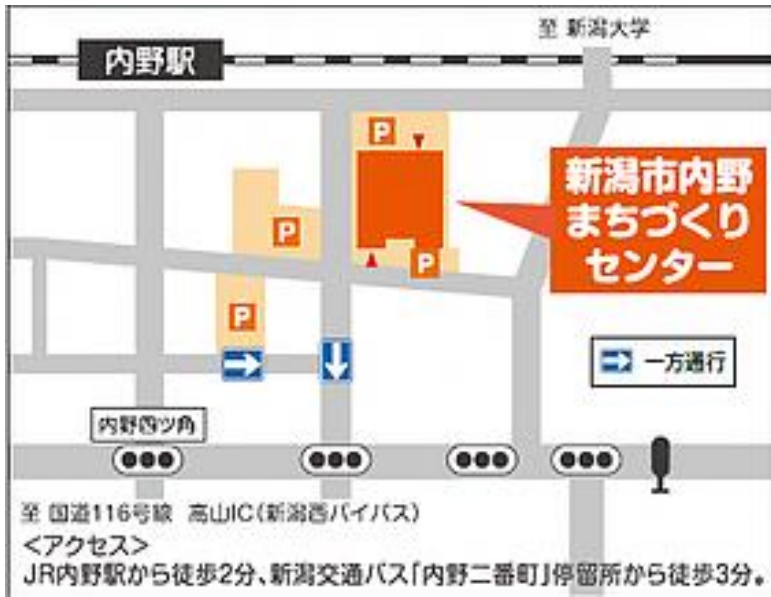 至 新潟大学
内野駅
P
新潟市内野
まちづくり
センター
P
P
P
一方通行
内野四ツ角
至 国道116号線 高山IC(新潟西バイパス)
<アクセス>
JR内野駅から徒歩2分、新潟交通バス「内野二番町」停留所から徒歩3分。